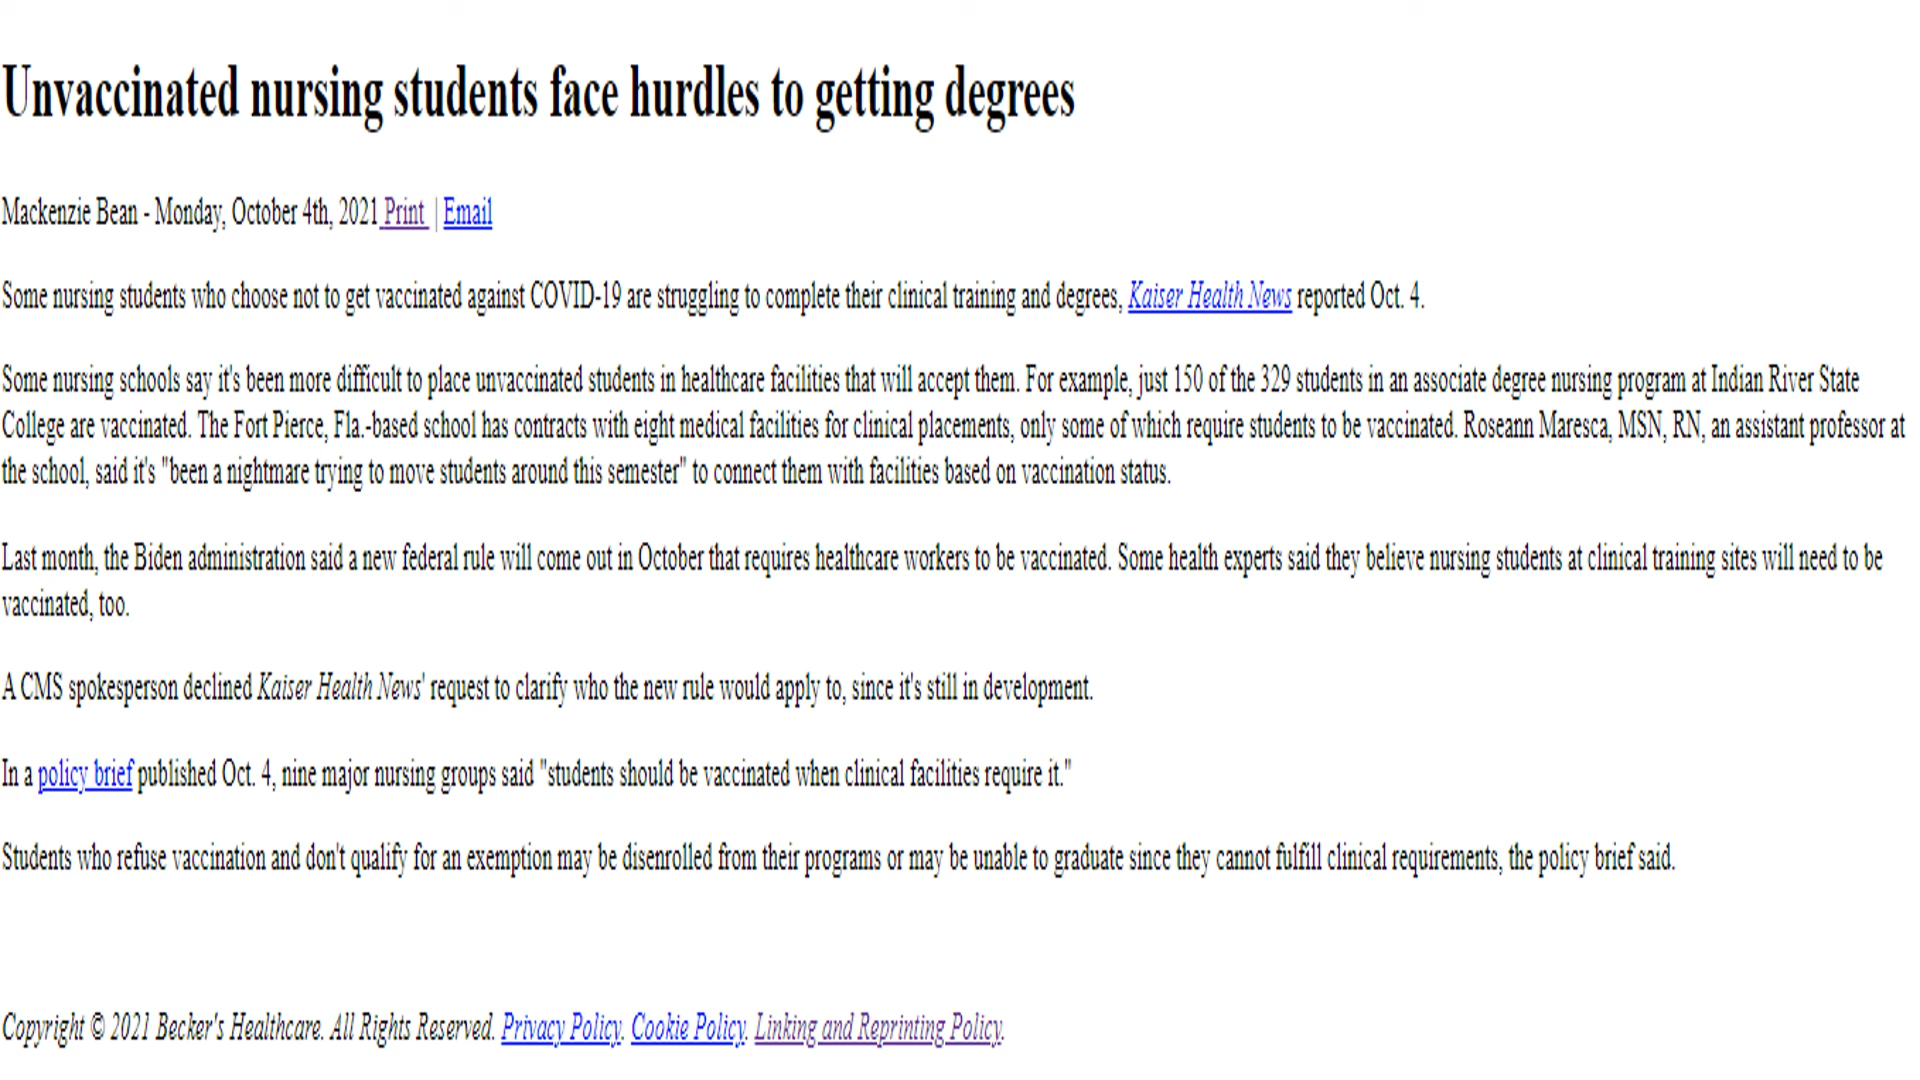 Unvaccinated nursing students face hurdles to getting degrees
Mackenzie Bean - Monday, October 4th, 2021 Print | Email
Some nursing students who choose not to get vaccinated against COVID-19 are struggling to complete their clinical training and degrees, Kaiser Health News reported Oct. 4.
Some nursing schools say it's been more difficult to place unvaccinated students in healthcare facilities that will accept them. For example, just 150 of the 329 students in an associate degree nursing program at Indian River State
College are vaccinated. The Fort Pierce, Fla.-based school has contracts with eight medical facilities for clinical placements, only some of which require students to be vaccinated. Roseann Maresca, MSN, RN, an assistant professor at
the school, said it's "been a nightmare trying to move students around this semester" to connect them with facilities based on vaccination status.
Last month, the Biden administration said a new federal rule will come out in October that requires healthcare workers to be vaccinated. Some health experts said they believe nursing students at clinical training sites will need to be
vaccinated, too.
A CMS spokesperson declined Kaiser Health News' request to clarify who the new rule would apply to, since it's still in development.
In a policy brief published Oct. 4, nine major nursing groups said "students should be vaccinated when clinical facilities require it."
Students who refuse vaccination and don't qualify for an exemption may be disenrolled from their programs or may be unable to graduate since they cannot fulfill clinical requirements, the policy brief said.
Copyright © 2021 Becker's Healthcare. All Rights Reserved. Privacy Policy. Cookie Policy. Linking and Reprinting Policy.